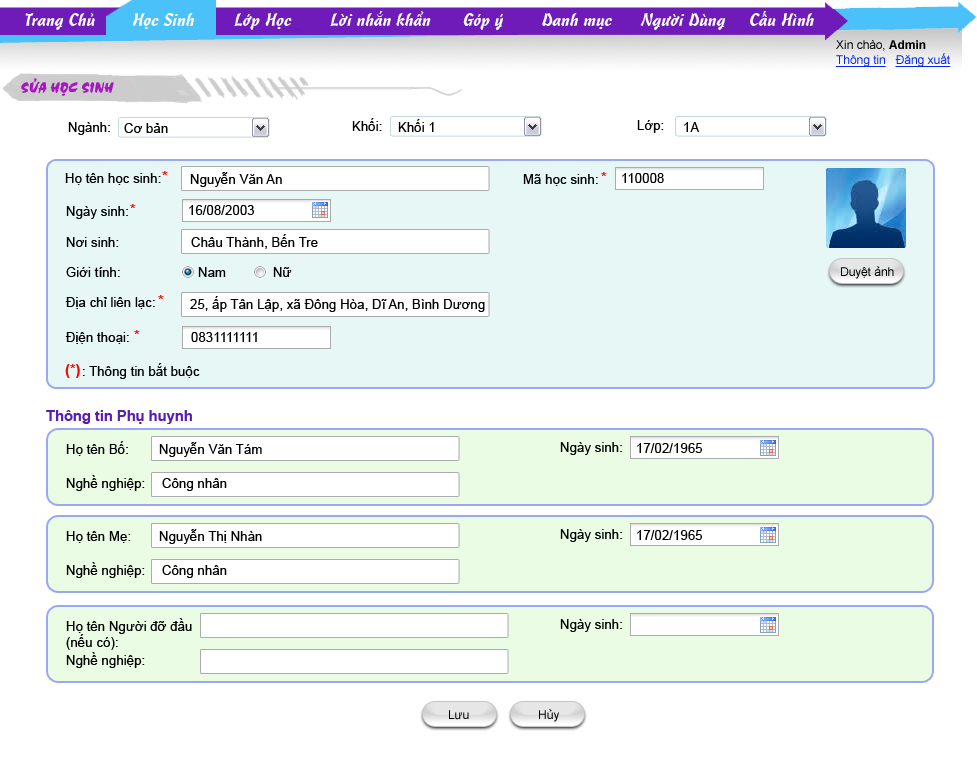 Trang Chủ Học Sinh Lớp Học Lời nhắn khẩn Góp ý Danh mục Người Dùng Cấu Hình
Xin chào, Admin
Thông tin Đăng xuất
SỬA HỌC SINH
Ngành: Cơ bản Khối: Khối 1 Lớp: 1A
Họ tên học sinh:* Nguyễn Văn An Mã học sinh: * 110008
Ngày sinh:* 16/08/2003
Nơi sinh: Châu Thành, Bến Tre
Giới tính: Nam Nữ
Duyệt ảnh
Địa chỉ liên lạc:* 25, ấp Tân Lập, xã Đông Hòa, Dĩ An, Bình Dương
Điện thoại: * 0831111111
(*): Thông tin bắt buộc
Thông tin Phụ huynh
Họ tên Bố: Nguyễn Văn Tám Ngày sinh: 17/02/1965
Nghề nghiệp: Công nhân
Họ tên Mẹ: Nguyễn Thị Nhàn Ngày sinh: 17/02/1965
Nghề nghiệp: Công nhân
Họ tên Người đỡ đầu Ngày sinh:
(nếu có):
Nghề nghiệp:
Lưu Hủy